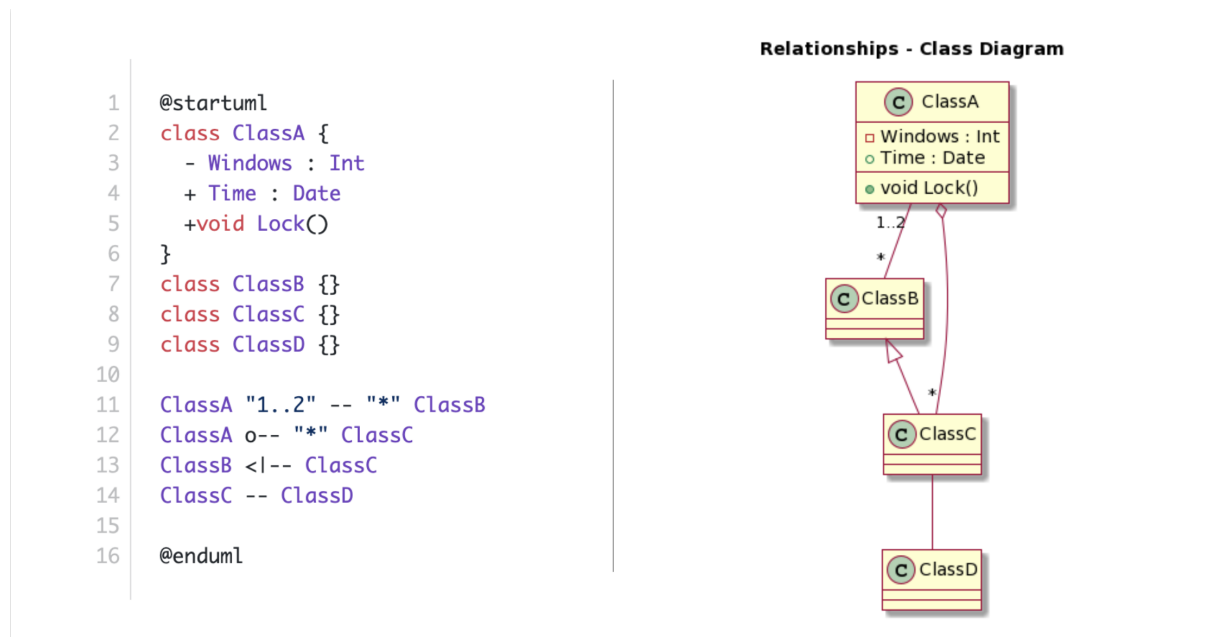 1 @startuml
2 class ClassA {
3 - Windows : Int
4 + Time : Date
5 +void Lock()
6 }
7 class ClassB {}
8 class ClassC {}
9 class ClassD {}
10
11 ClassA "1..2" -- "*" ClassB
12 ClassA o-- "*" ClassC
13 ClassB <|-- ClassC
14 ClassC -- ClassD
15
16 @enduml
Relationships - Class Diagram
C ClassA
Windows : Int
Time : Date
void Lock()
1..2
*
C ClassB
*
C ClassC
C ClassD